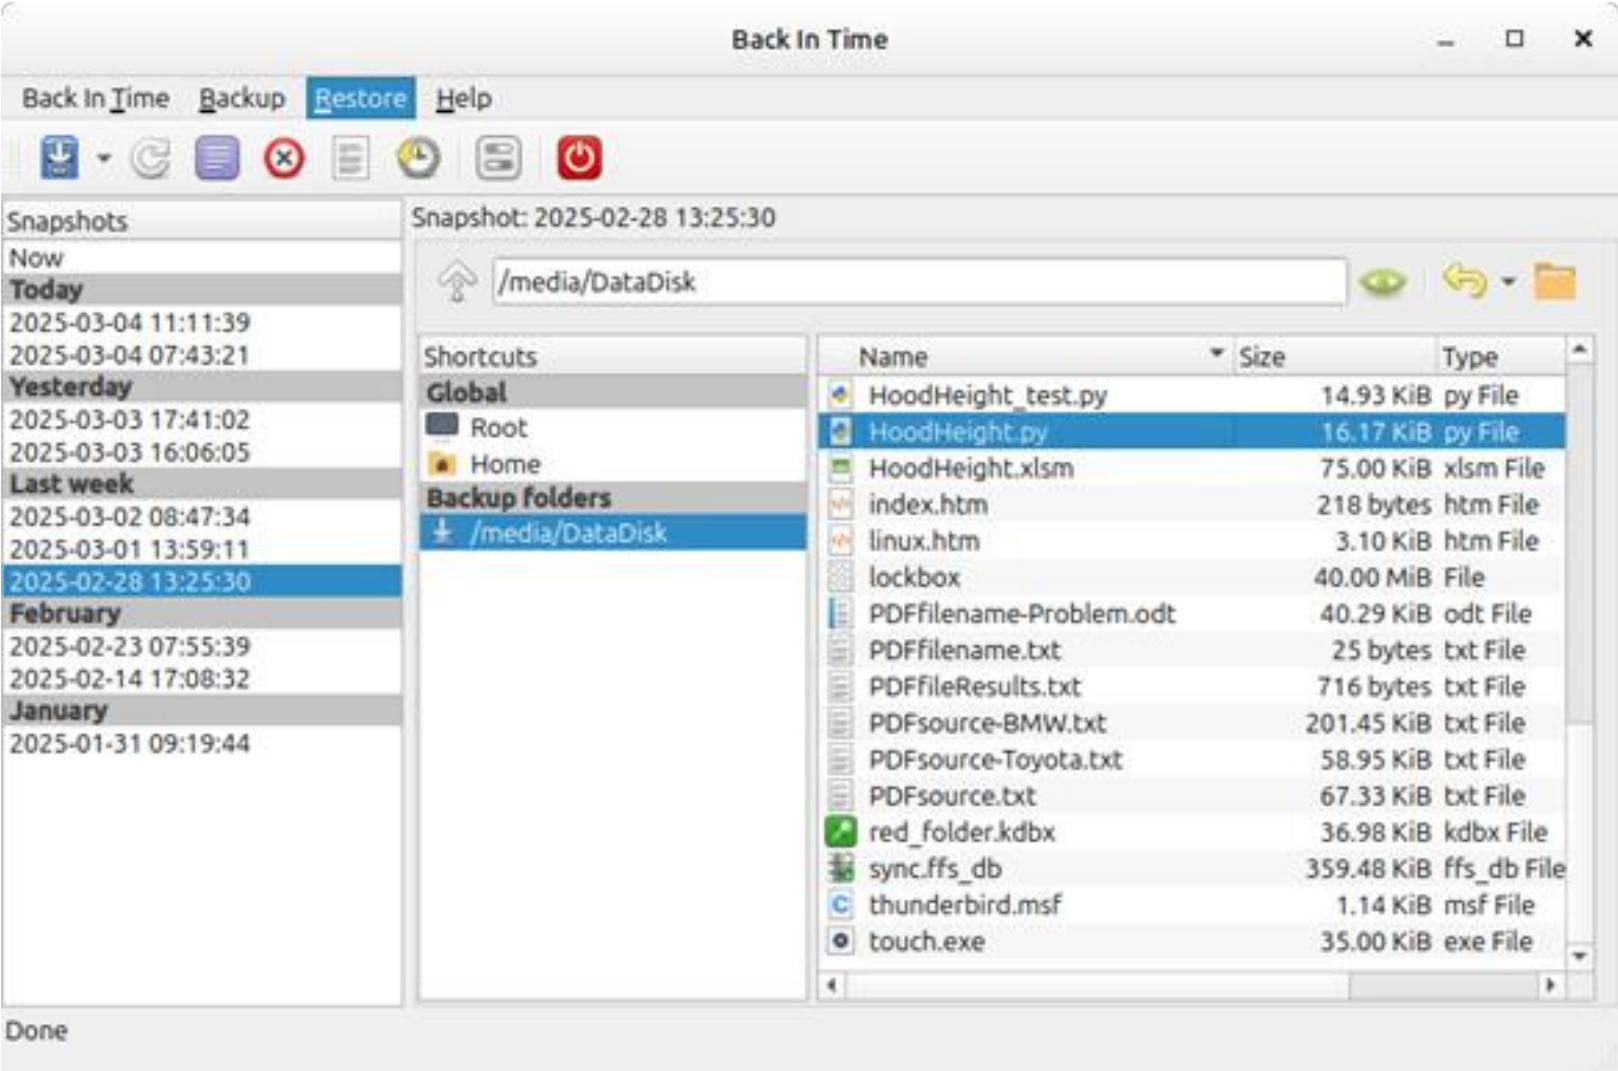 Back In Time
Back In Time Backup Restore Help
Snapshots
Now
Today
2025-03-04 11:11:39
2025-03-04 07:43:21
Yesterday
2025-03-03 17:41:02
2025-03-03 16:06:05
Last week
2025-03-02 08:47:34
2025-03-01 13:59:11
2025-02-28 13:25:30
February
2025-02-23 07:55:39
2025-02-14 17:08:32
January
2025-01-31 09:19:44
Snapshot: 2025-02-28 13:25:30
/media/DataDisk
Shortcuts
Global
Root
Home
Backup folders
/media/DataDisk
Name Size Type
HoodHeight_test.py 14.93 KiB py File
HoodHeight.py 16.17 KiB py File
HoodHeight.xlsm 75.00 KiB xlsm File
index.htm 218 bytes htm File
linux.htm 3.10 KiB htm File
lockbox 40.00 MiB File
PDFfilename-Problem.odt 40.29 KiB odt File
PDFfilename.txt 25 bytes txt File
PDFfileResults.txt 716 bytes txt File
PDFsource-BMW.txt 201.45 KiB txt File
PDFsource-Toyota.txt 58.95 KiB txt File
PDFsource.txt 67.33 KiB txt File
red_folder.kdbx 36.98 KiB kdbx File
sync.ffs_db 359.48 KiB ffs_db File
thunderbird.msf 1.14 KiB msf File
touch.exe 35.00 KiB exe File
Done